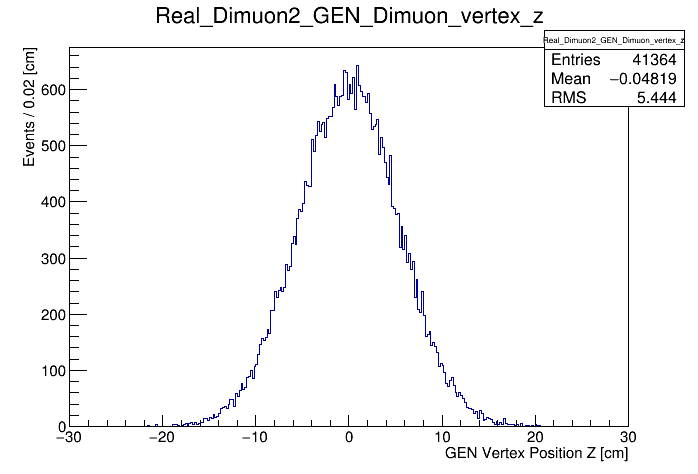 Real_Dimuon2_GEN_Dimuon_vertex_z
Real_Dimuon2_GEN_Dimuon_vertex_z
Entries 41364
Mean −0.04819
RMS 5.444
Events / 0.02 [cm]
600
500
400
300
200
100
0
−30 −20 −10 0 10 20 30
GEN Vertex Position Z [cm]